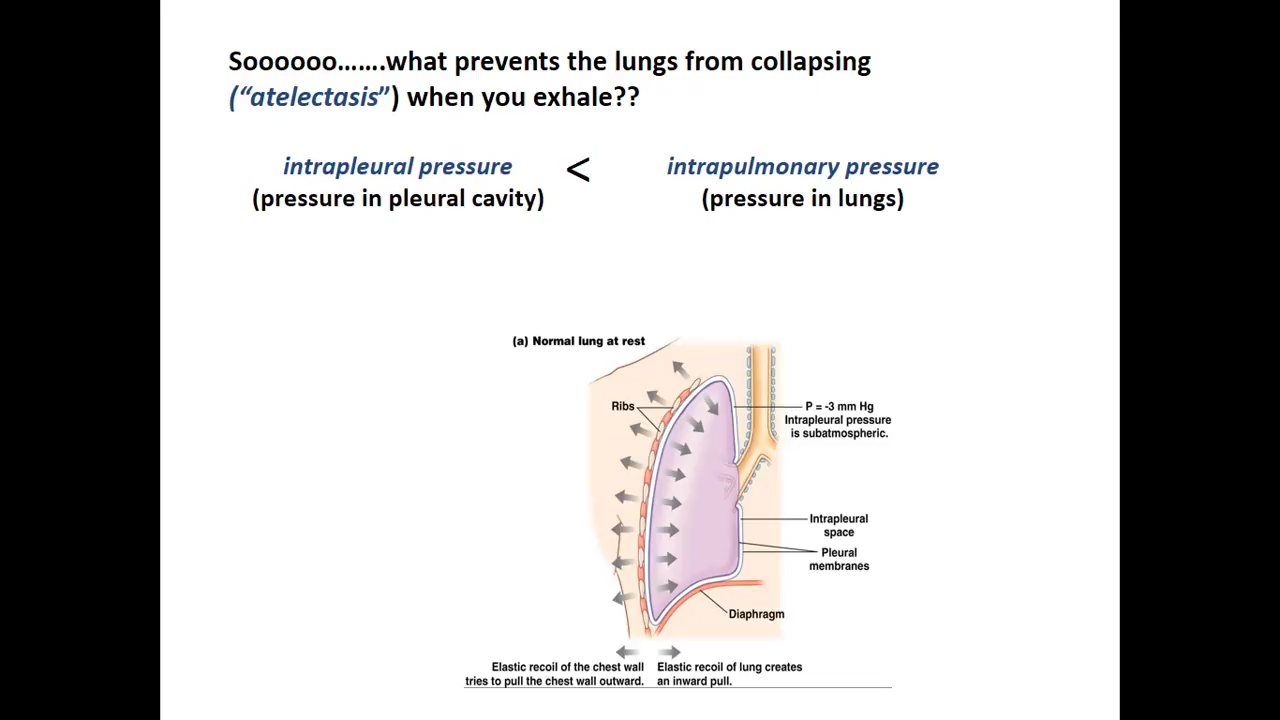 Soooooo.......what prevents the lungs from collapsing
(“atelectasis”) when you exhale??
intrapleural pressure < intrapulmonary pressure
(pressure in pleural cavity) (pressure in lungs)
(a) Normal lung at rest
Ribs
P = -3 mm Hg
Intrapleural pressure
is subatmospheric.
Intrapleural
space
Pleural
membranes
Diaphragm
Elastic recoil of the chest wall
tries to pull the chest wall outward.
Elastic recoil of lung creates
an inward pull.